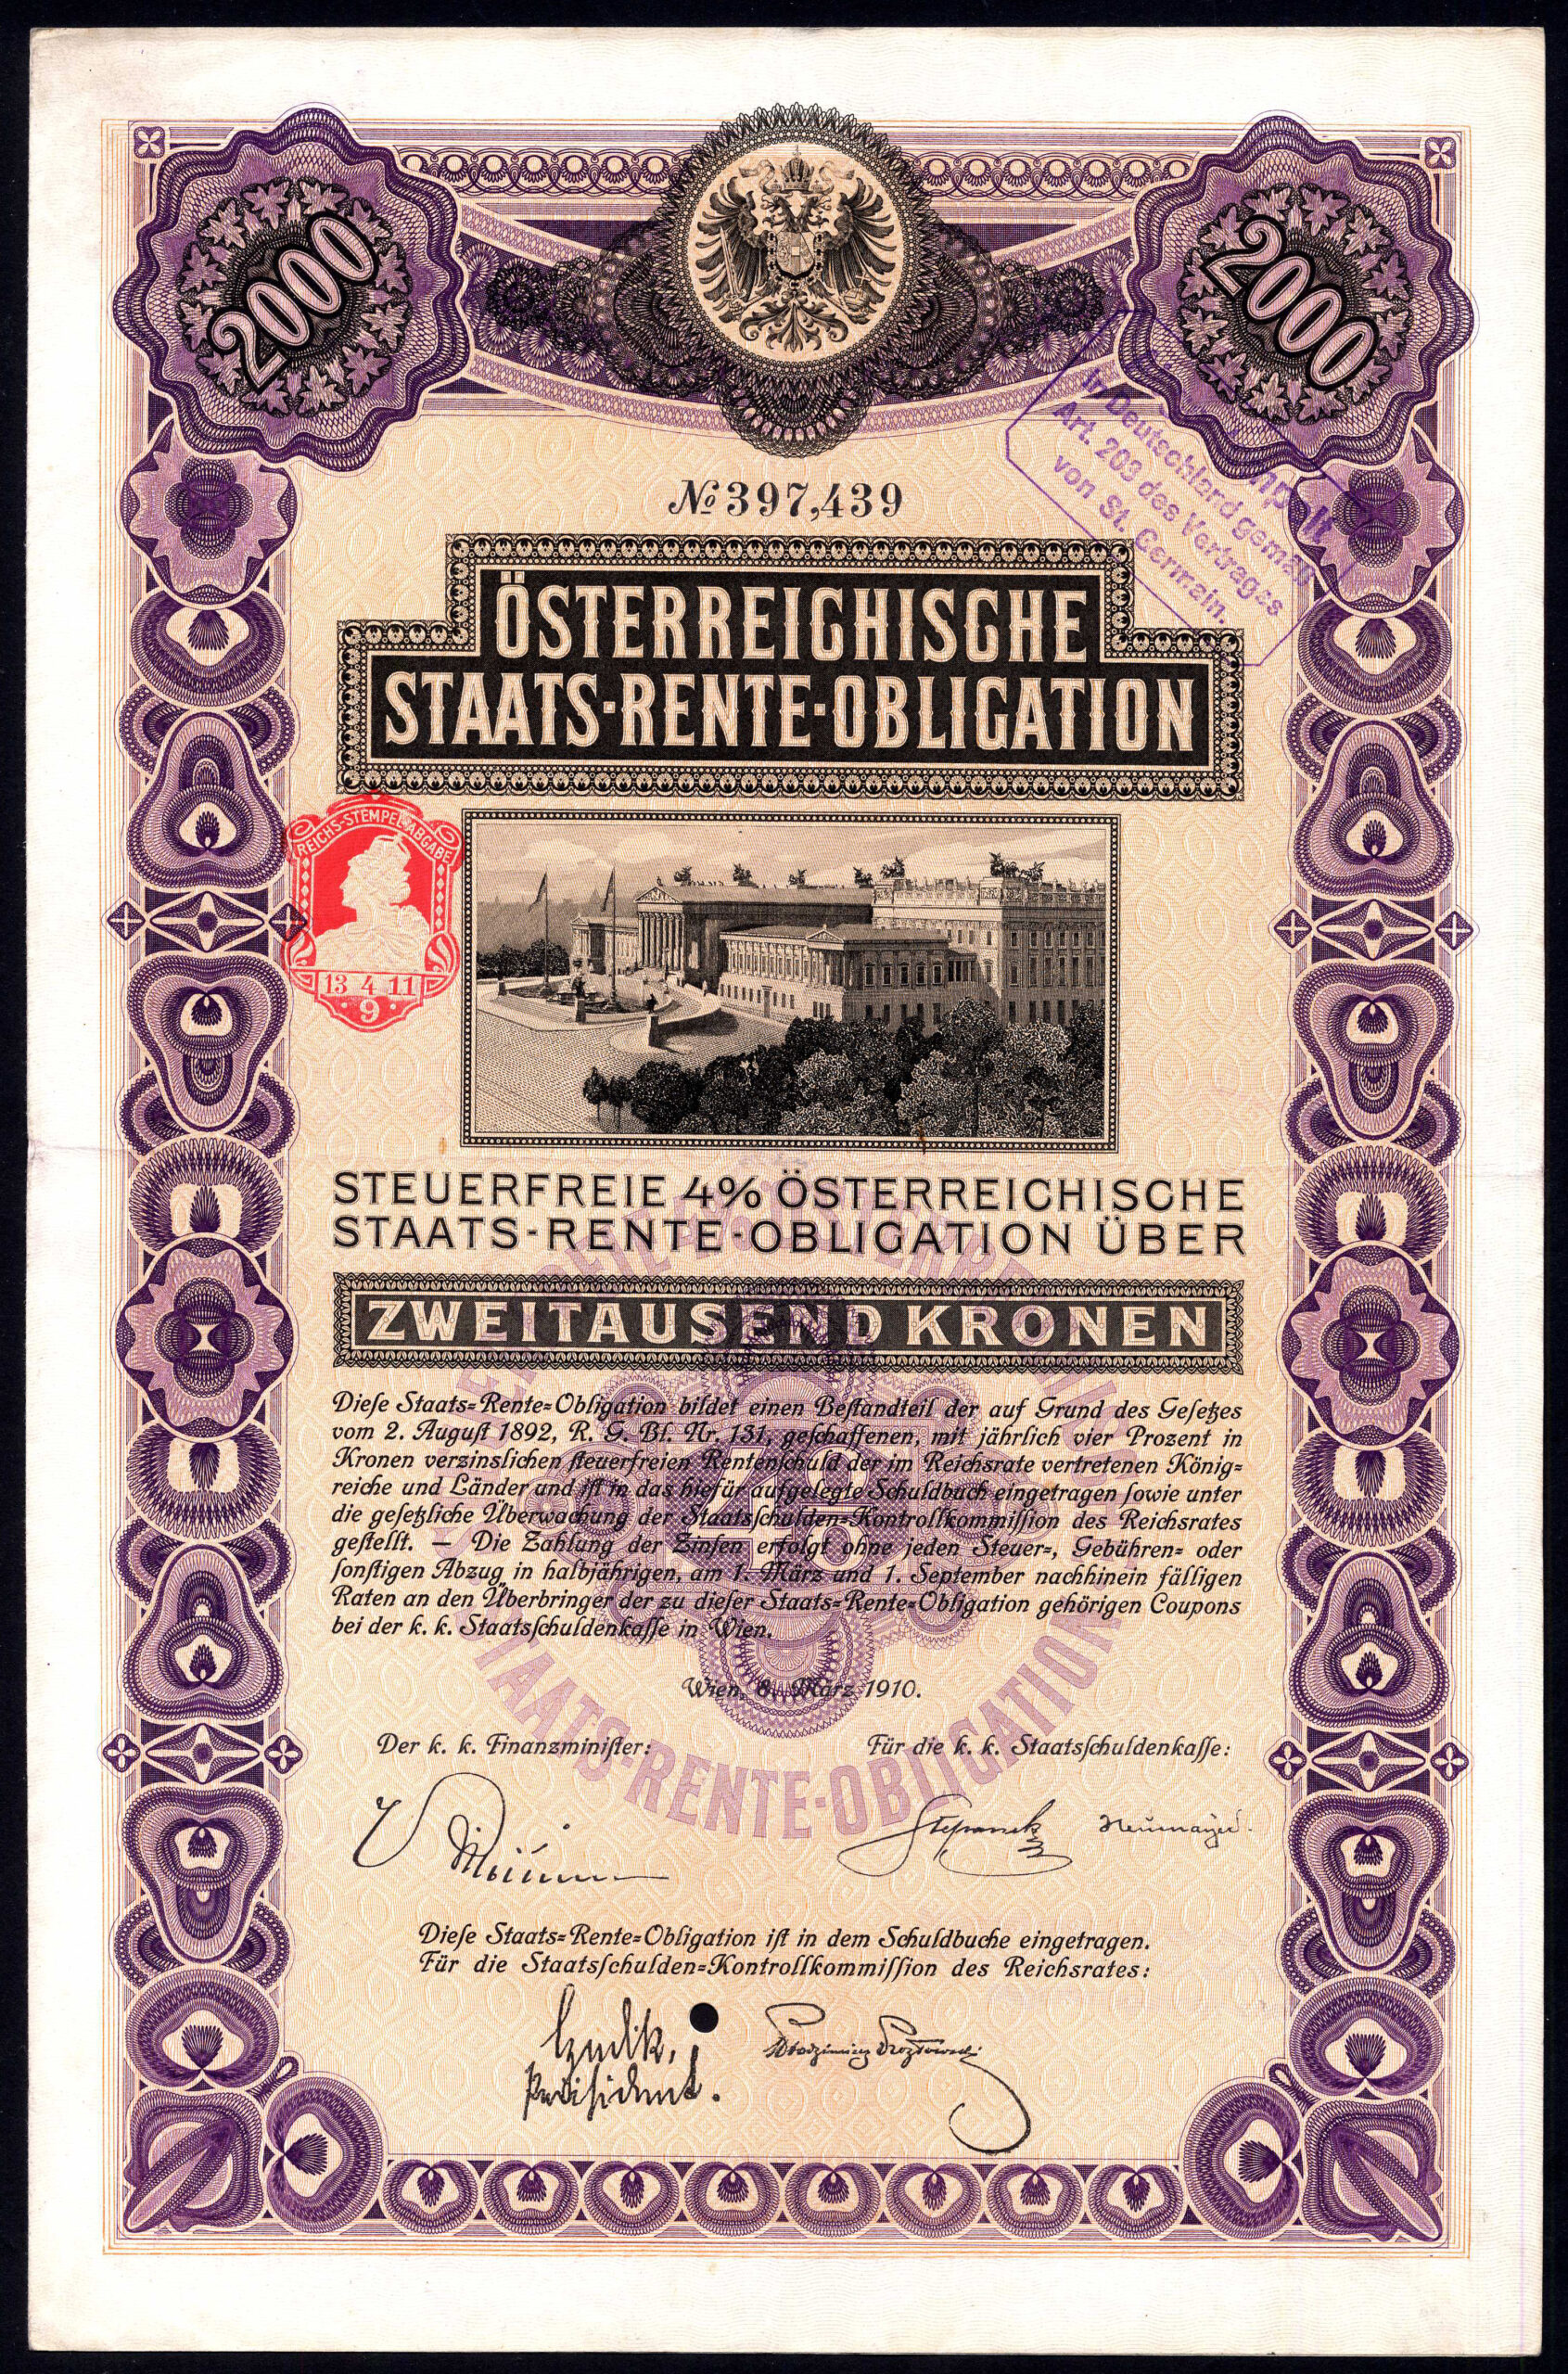 2000
2000
In Deutschland gemäß
Art. 203 des Vertrages
von St. Germain.
№ 397,439
ÖSTERREICHISCHE
STAATS-RENTE-OBLIGATION
REICHS-STEMPELABGABE
13 4 11
9
STEUERFREIE 4% ÖSTERREICHISCHE
STAATS-RENTE-OBLIGATION ÜBER
ZWEITAUSEND KRONEN
Dieſe Staats=Rente=Obligation bildet einen Beſtandteil der auf Grund des Geſetzes
vom 2. Auguſt 1892, R. G. Bl. Nr. 131, geſchaffenen, mit jährlich vier Prozent in
Kronen verzinslichen ſteuerfreien Rentenſchuld der im Reichsrate vertretenen König=
reiche und Länder und iſt in das hiefür aufgelegte Schuldbuch eingetragen ſowie unter
die geſetzliche Überwachung der Staatsſchulden=Kontrollkommiſſion des Reichsrates
geſtellt. — Die Zahlung der Zinſen erfolgt ohne jeden Steuer=, Gebühren= oder
ſonſtigen Abzug in halbjährigen, am 1. März und 1. September nachhinein fälligen
Raten an den Überbringer der zu dieſer Staats=Rente=Obligation gehörigen Coupons
bei der k. k. Staatsſchuldenkaſſe in Wien.
4%
STAATS-RENTE-OBLIGATION
Wien, 8. März 1910.
Der k. k. Finanzminiſter:
Für die k. k. Staatsſchuldenkaſſe:
Stefranek
Neumayer
Dieſe Staats=Rente=Obligation iſt in dem Schuldbuche eingetragen.
Für die Staatsſchulden=Kontrollkommiſſion des Reichsrates:
Präſident.